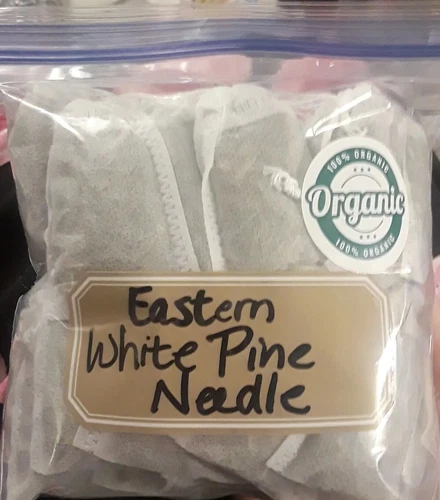 100% ORGANIC
Organic
100% ORGANIC
Eastern
White Pine
Needle